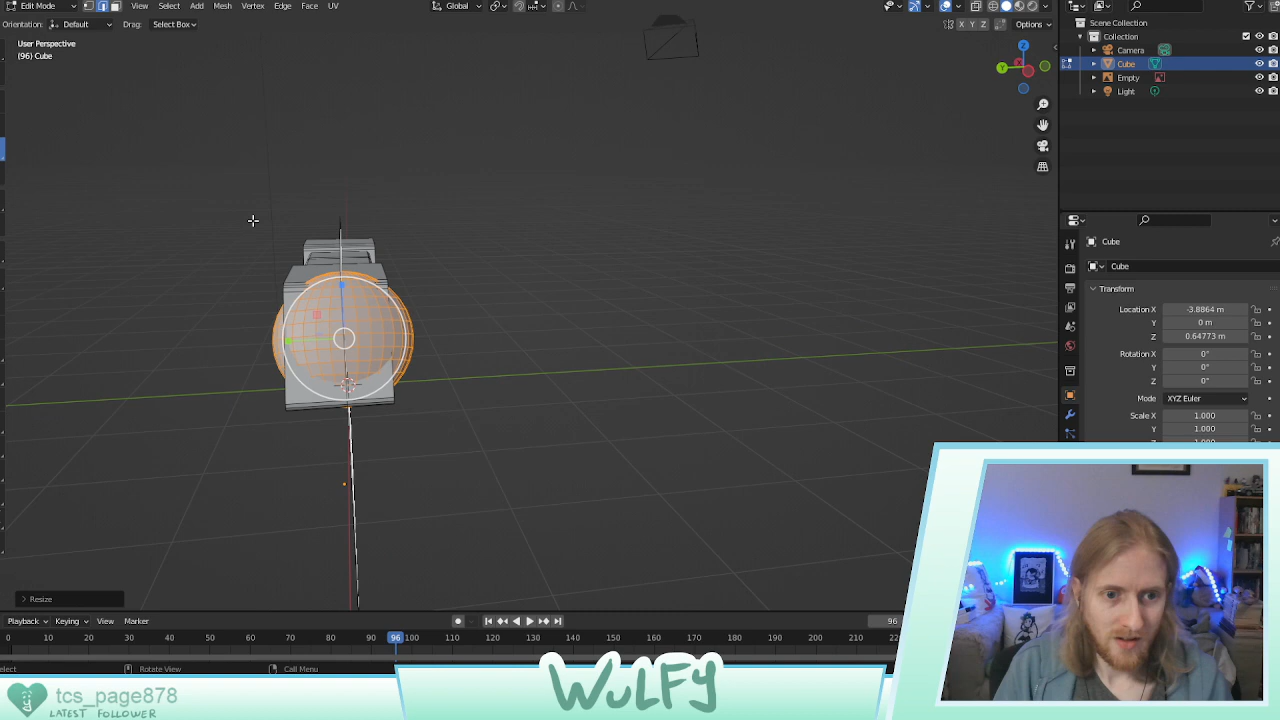 Edit Mode View Select Add Mesh Vertex Edge Face UV Global
Orientation: Default Drag: Select Box X Y Z Options
User Perspective
(96) Cube
Z
Y
Scene Collection
Collection
Camera
Cube
Empty
Light
Cube
Cube
Transform
Location X -3.8864 m
Y 0 m
Z 0.64773 m
Rotation X 0°
Y 0°
Z 0°
Mode XYZ Euler
Scale X 1.000
Y 1.000
Resize
Playback Keying View Marker 96
0 10 20 30 40 50 60 70 80 90 96 100 110 120 130 140 150 160 170 180 190 200 210
Rotate View Call Menu
tcs_page878
LATEST FOLLOWER
WULFY